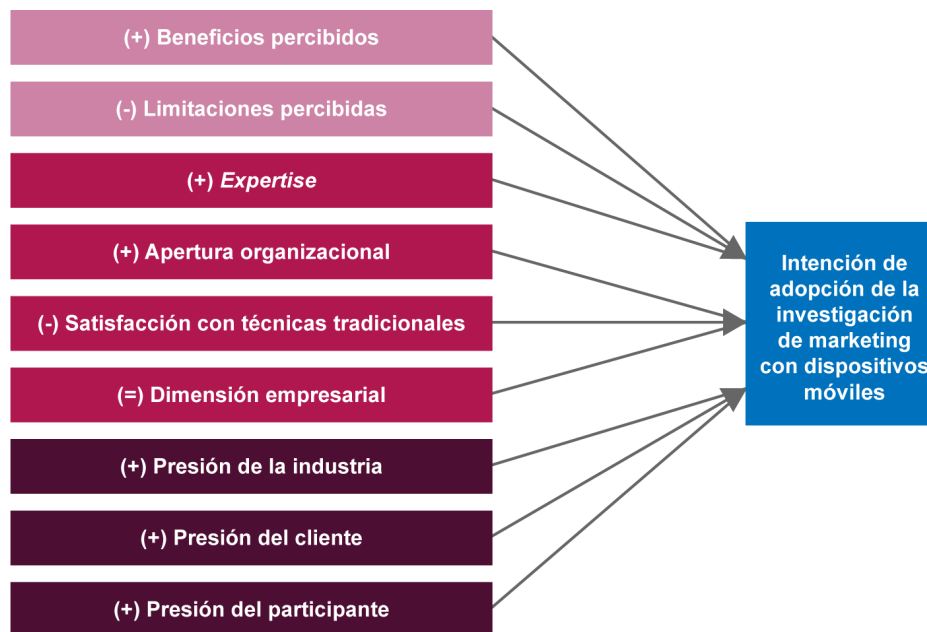 (+) Beneficios percibidos
(-) Limitaciones percibidas
(+) Expertise
(+) Apertura organizacional
(-) Satisfacción con técnicas tradicionales
(=) Dimensión empresarial
(+) Presión de la industria
(+) Presión del cliente
(+) Presión del participante
Intención de
adopción de la
investigación
de marketing
con dispositivos
móviles